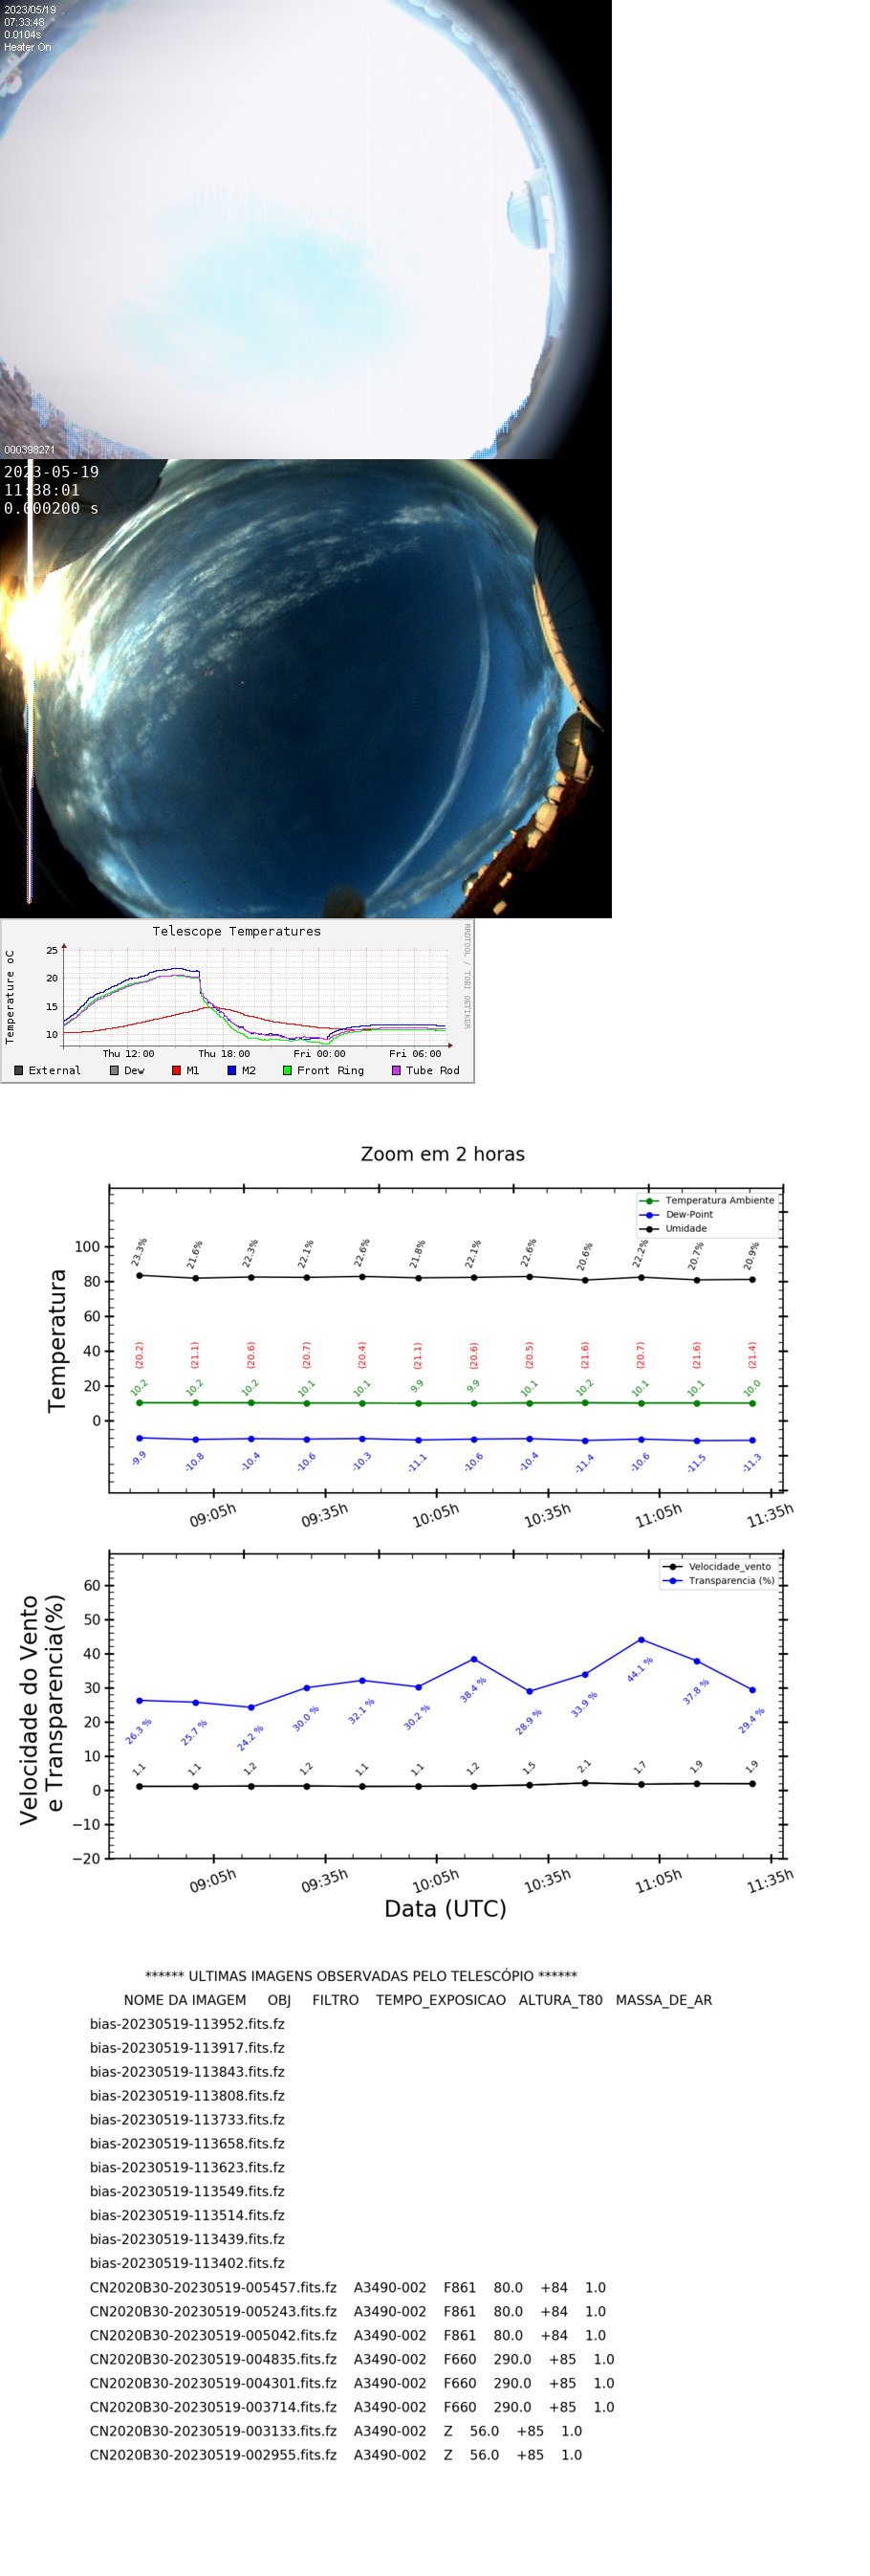 2023/05/19
07:33:48
0.0104s
Heater On
000398271
2023-05-19
11:38:01
0.000200 s
Telescope Temperatures
RRDTOOL / TOBI OETIKER
Temperature oC
25
20
15
10
Thu 12:00 Thu 18:00 Fri 00:00 Fri 06:00
External Dew M1 M2 Front Ring Tube Rod
Zoom em 2 horas
Temperatura Ambiente
Dew-Point
Umidade
Temperatura
100
80
60
40
20
0
23.3% 21.6% 22.3% 22.1% 22.6% 21.8% 22.1% 22.6% 20.6% 22.2% 20.7% 20.9%
(20.2) (21.1) (20.6) (20.7) (20.4) (21.1) (20.6) (20.5) (21.6) (20.7) (21.6) (21.4)
10.2 10.2 10.2 10.1 10.1 9.9 9.9 10.1 10.2 10.1 10.1 10.0
-9.9 -10.8 -10.4 -10.6 -10.3 -11.1 -10.6 -10.4 -11.4 -10.6 -11.5 -11.3
09:05h 09:35h 10:05h 10:35h 11:05h 11:35h
Velocidade_vento
Transparencia (%)
Velocidade do Vento
e Transparencia(%)
60
50
40
30
20
10
0
−10
−20
26.3 % 25.7 % 24.2 % 30.0 % 32.1 % 30.2 % 38.4 % 28.9 % 33.9 % 44.1 % 37.8 % 29.4 %
1.1 1.1 1.2 1.2 1.1 1.1 1.2 1.5 2.1 1.7 1.9 1.9
09:05h 09:35h 10:05h 10:35h 11:05h 11:35h
Data (UTC)
****** ULTIMAS IMAGENS OBSERVADAS PELO TELESCÓPIO ******
NOME DA IMAGEM OBJ FILTRO TEMPO_EXPOSICAO ALTURA_T80 MASSA_DE_AR
bias-20230519-113952.fits.fz
bias-20230519-113917.fits.fz
bias-20230519-113843.fits.fz
bias-20230519-113808.fits.fz
bias-20230519-113733.fits.fz
bias-20230519-113658.fits.fz
bias-20230519-113623.fits.fz
bias-20230519-113549.fits.fz
bias-20230519-113514.fits.fz
bias-20230519-113439.fits.fz
bias-20230519-113402.fits.fz
CN2020B30-20230519-005457.fits.fz A3490-002 F861 80.0 +84 1.0
CN2020B30-20230519-005243.fits.fz A3490-002 F861 80.0 +84 1.0
CN2020B30-20230519-005042.fits.fz A3490-002 F861 80.0 +84 1.0
CN2020B30-20230519-004835.fits.fz A3490-002 F660 290.0 +85 1.0
CN2020B30-20230519-004301.fits.fz A3490-002 F660 290.0 +85 1.0
CN2020B30-20230519-003714.fits.fz A3490-002 F660 290.0 +85 1.0
CN2020B30-20230519-003133.fits.fz A3490-002 Z 56.0 +85 1.0
CN2020B30-20230519-002955.fits.fz A3490-002 Z 56.0 +85 1.0